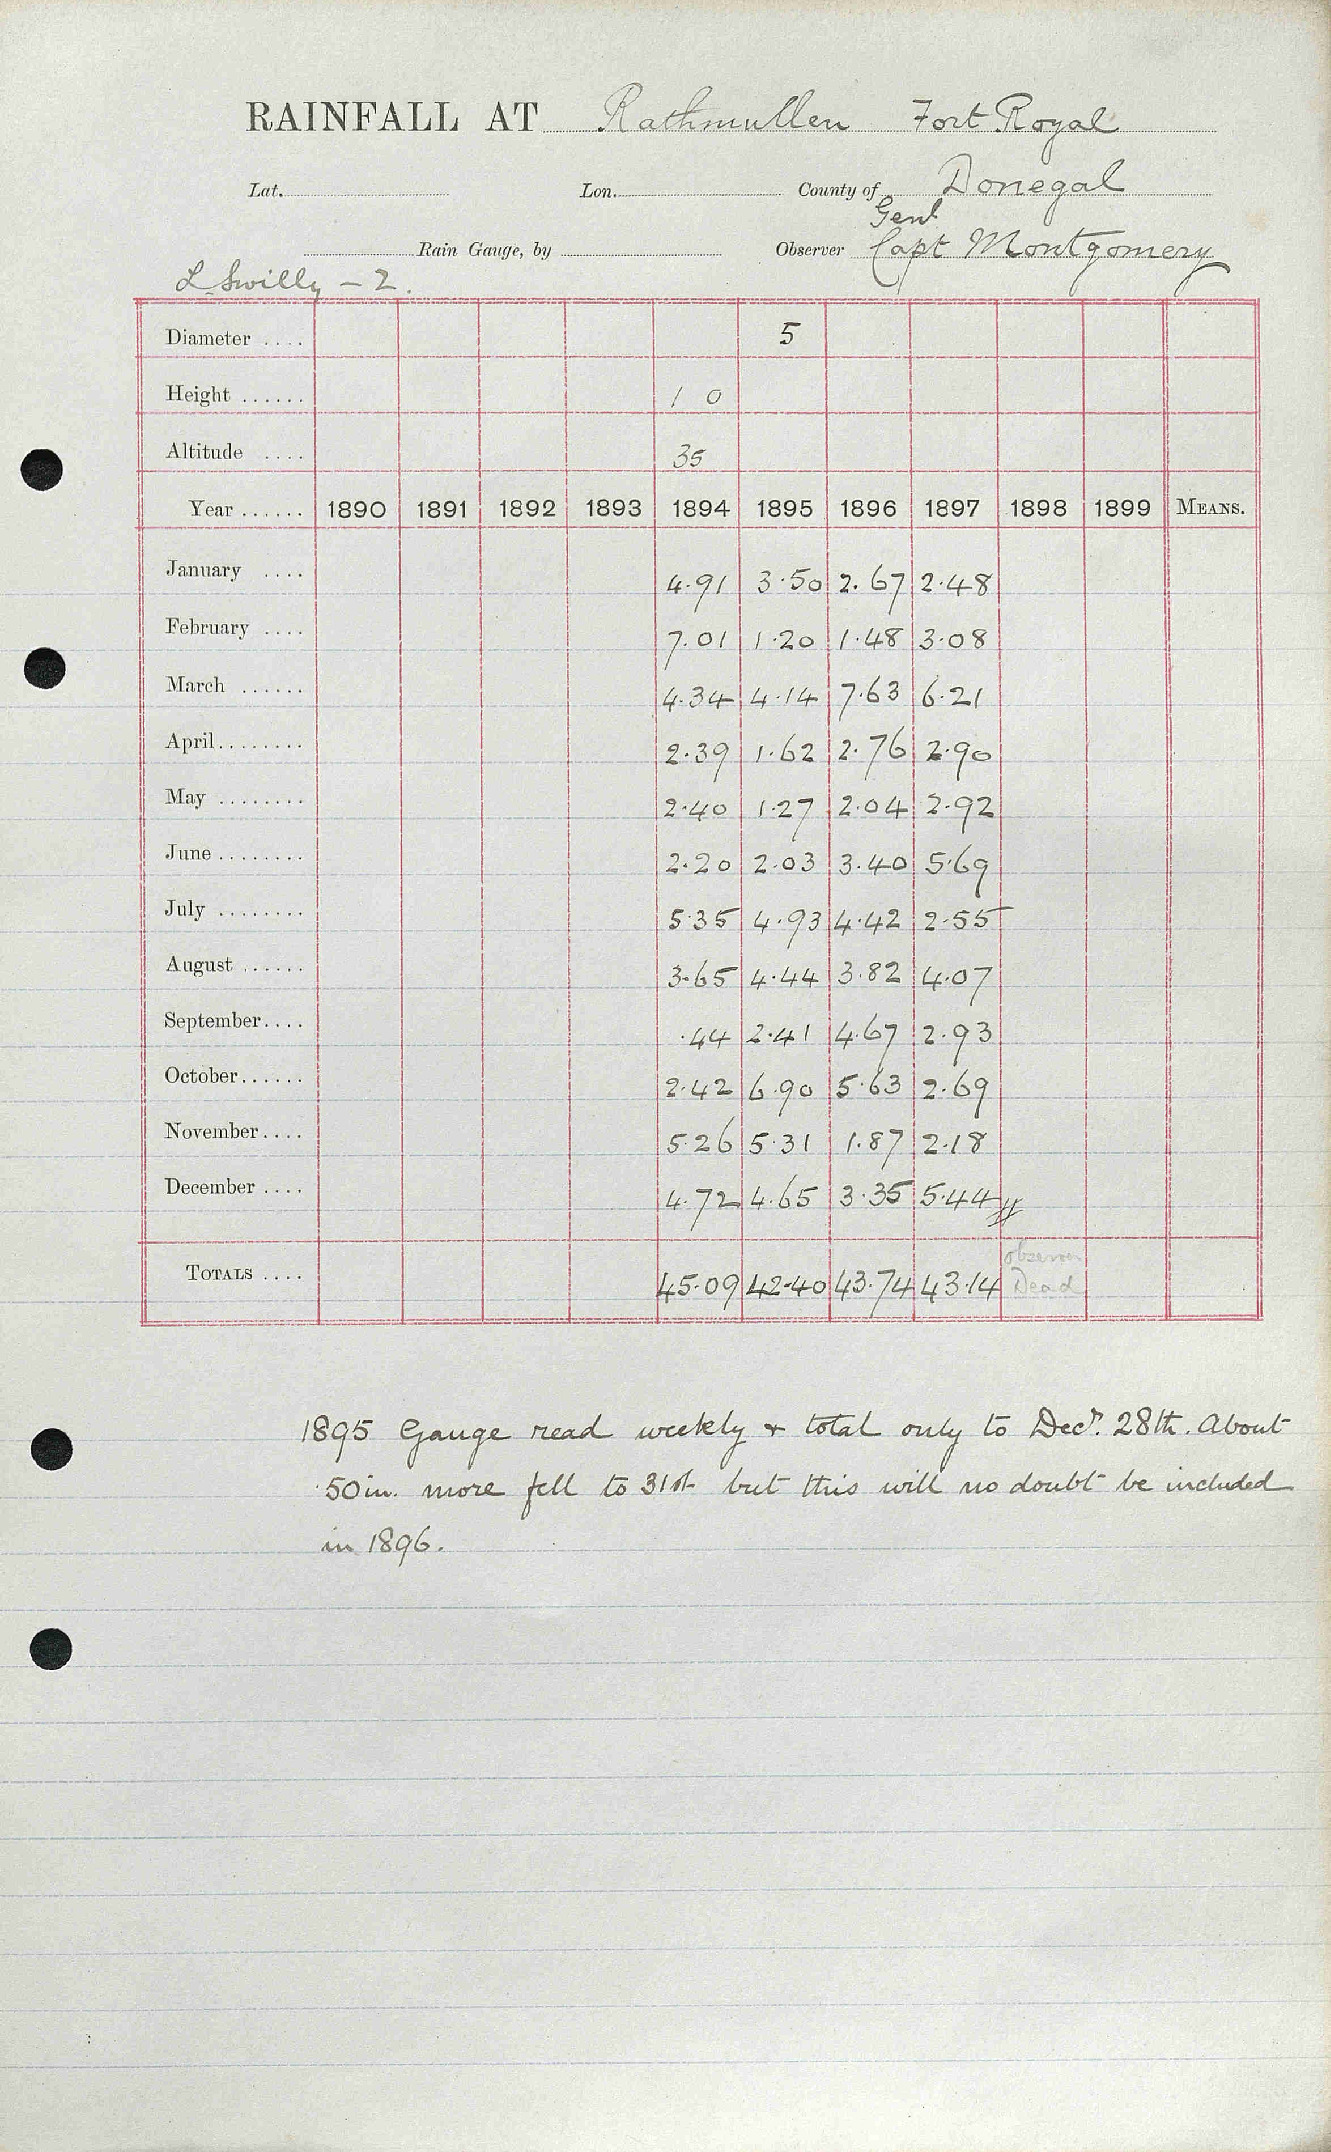 RAINFALL AT Rathmullen Fort Royal
Lat. Lon. County of Donegal
Genl
Rain Gauge, by Observer Capt Montgomery
L. Swilly - 2.
Diameter .... 5
Height ...... 1 0
Altitude .... 35
Year ...... 1890 1891 1892 1893 1894 1895 1896 1897 1898 1899 MEANS.
January .... 4.91 3.50 2.67 2.48
February .... 7.01 1.20 1.48 3.08
March ...... 4.34 4.14 7.63 6.21
April ........ 2.39 1.62 2.76 2.90
May ........ 2.40 1.27 2.04 2.92
June ........ 2.20 2.03 3.40 5.69
July ........ 5.35 4.93 4.42 2.55
August ...... 3.65 4.44 3.82 4.07
September .... .44 2.41 4.67 2.93
October ...... 2.42 6.90 5.63 2.69
November .... 5.26 5.31 1.87 2.18
December .... 4.72 4.65 3.35 5.44
observer
TOTALS .... 45.09 42.40 43.74 43.14 Dead
1895 Gauge read weekly & total only to Decr. 28th. About
.50 in. more fell to 31st but this will no doubt be included
in 1896.